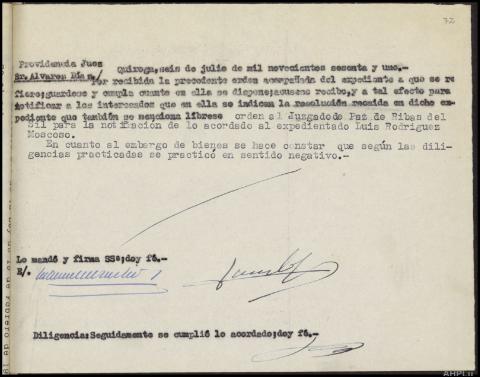 72
Providencia Juez
Sr.Alvarez Díaz/ Quiroga,seis de julio de mil novecientos sesenta y uno.-
Por recibida la precedente orden acompañada del expediente a que se re
fiere;guardese y cumpla cuanto en ella se dispone;acusese recibo,y a tal efecto para
notificar a los interesados que en ella se indican la resolución recaida en dicho ex-
pediente que también se menciona líbrese orden al Juzgadode Paz de Ribas del
Sil para la notificación de lo acordado al expedientado Luis Rodriguez
Moscoso.
En cuanto al embargo de bienes se hace constar que según las dili-
gencias practicadas se practicó en sentido negativo.-
Lo mandó y firma SSª;doy fé.-
E/.
Diligencia:Seguidamente se cumplió lo acordado;doy fé.-